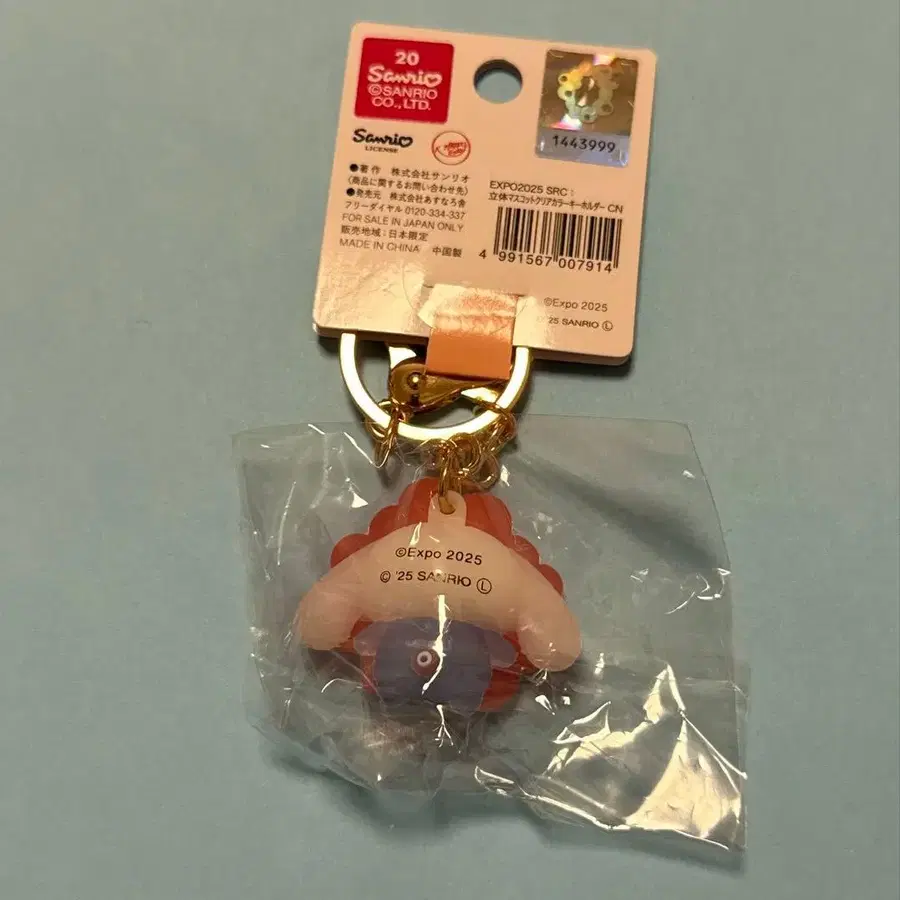 20
Sanrio
©SANRIO
CO.,LTD.
Sanrio
LICENSE
●著作 株式会社サンリオ
(商品に関するお問い合わせ先)
●発売元 株式会社あすなろ舎
フリーダイヤル 0120-334-337
FOR SALE IN JAPAN ONLY
販売地域:日本限定
MADE IN CHINA 中国製
1443999
EXPO2025 SRC:
立体マスコットクリアカラーキーホルダー CN
4 991567 007914
©Expo 2025
'25 SANRIO Ⓛ
©Expo 2025
© '25 SANRIO Ⓛ